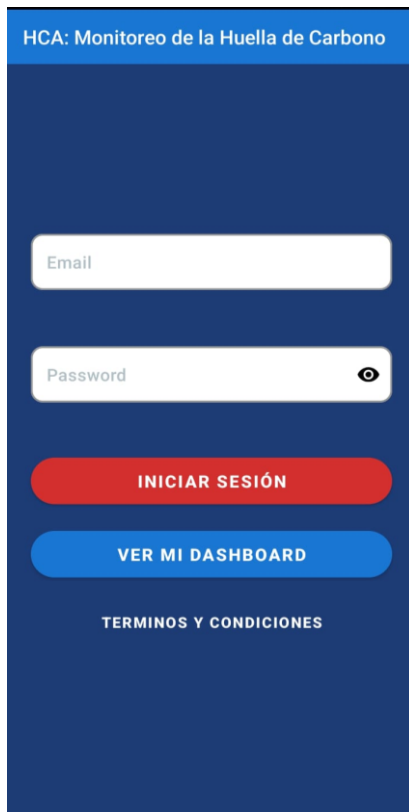 HCA: Monitoreo de la Huella de Carbono
Email
Password
INICIAR SESIÓN
VER MI DASHBOARD
TERMINOS Y CONDICIONES